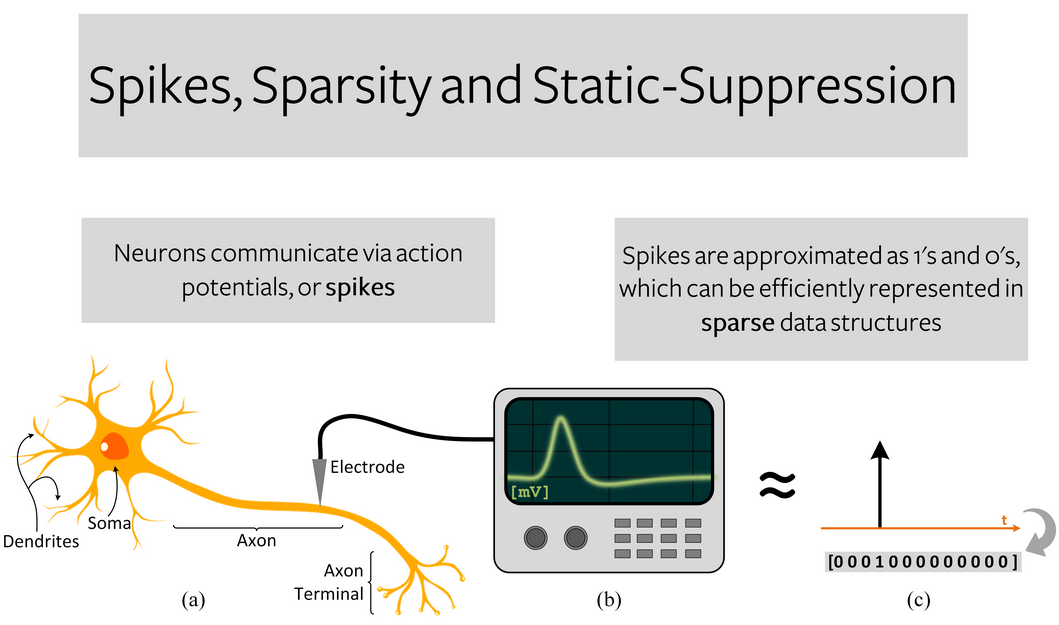 Spikes, Sparsity and Static-Suppression
Neurons communicate via action
potentials, or spikes
Spikes are approximated as 1's and 0's,
which can be efficiently represented in
sparse data structures
Electrode
[mV]
≈
t
Dendrites
Soma
Axon
[0 0 0 1 0 0 0 0 0 0 0 0 0 0 ]
Axon
Terminal
(a)
(b)
(c)